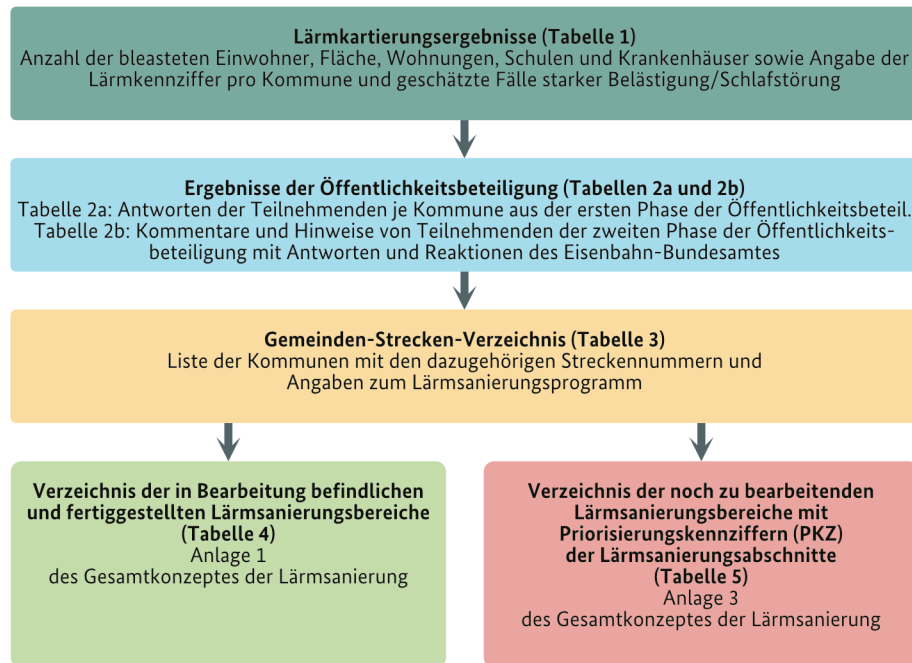 Lärmkartierungsergebnisse (Tabelle 1)
Anzahl der bleasteten Einwohner, Fläche, Wohnungen, Schulen und Krankenhäuser sowie Angabe der
Lärmkennziffer pro Kommune und geschätzte Fälle starker Belästigung/Schlafstörung
Ergebnisse der Öffentlichkeitsbeteiligung (Tabellen 2a und 2b)
Tabelle 2a: Antworten der Teilnehmenden je Kommune aus der ersten Phase der Öffentlichkeitsbeteil.
Tabelle 2b: Kommentare und Hinweise von Teilnehmenden der zweiten Phase der Öffentlichkeits-
beteiligung mit Antworten und Reaktionen des Eisenbahn-Bundesamtes
Gemeinden-Strecken-Verzeichnis (Tabelle 3)
Liste der Kommunen mit den dazugehörigen Streckennummern und
Angaben zum Lärmsanierungsprogramm
Verzeichnis der in Bearbeitung befindlichen
und fertiggestellten Lärmsanierungsbereiche
(Tabelle 4)
Anlage 1
des Gesamtkonzeptes der Lärmsanierung
Verzeichnis der noch zu bearbeitenden
Lärmsanierungsbereiche mit
Priorisierungskennziffern (PKZ)
der Lärmsanierungsabschnitte
(Tabelle 5)
Anlage 3
des Gesamtkonzeptes der Lärmsanierung